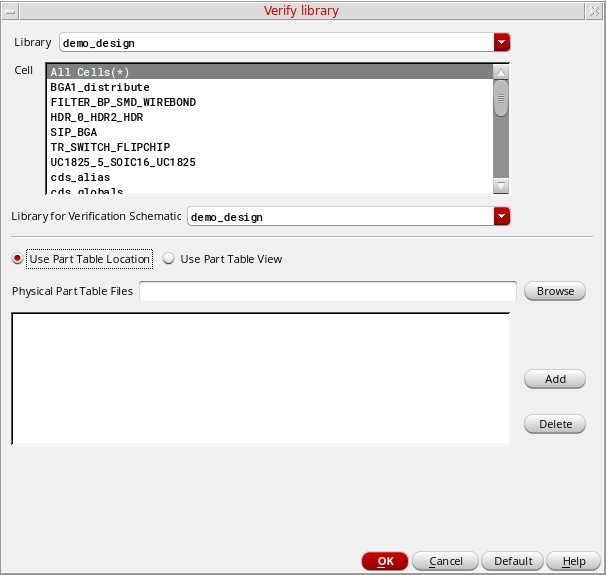 Verify library
Library demo_design
Cell
All Cells(*)
BGA1_distribute
FILTER_BP_SMD_WIREBOND
HDR_0_HDR2_HDR
SIP_BGA
TR_SWITCH_FLIPCHIP
UC1825_5_SOIC16_UC1825
cds_alias
cds_globals
Library for Verification Schematic demo_design
Use Part Table Location Use Part Table View
Physical Part Table Files Browse
Add
Delete
OK Cancel Default Help